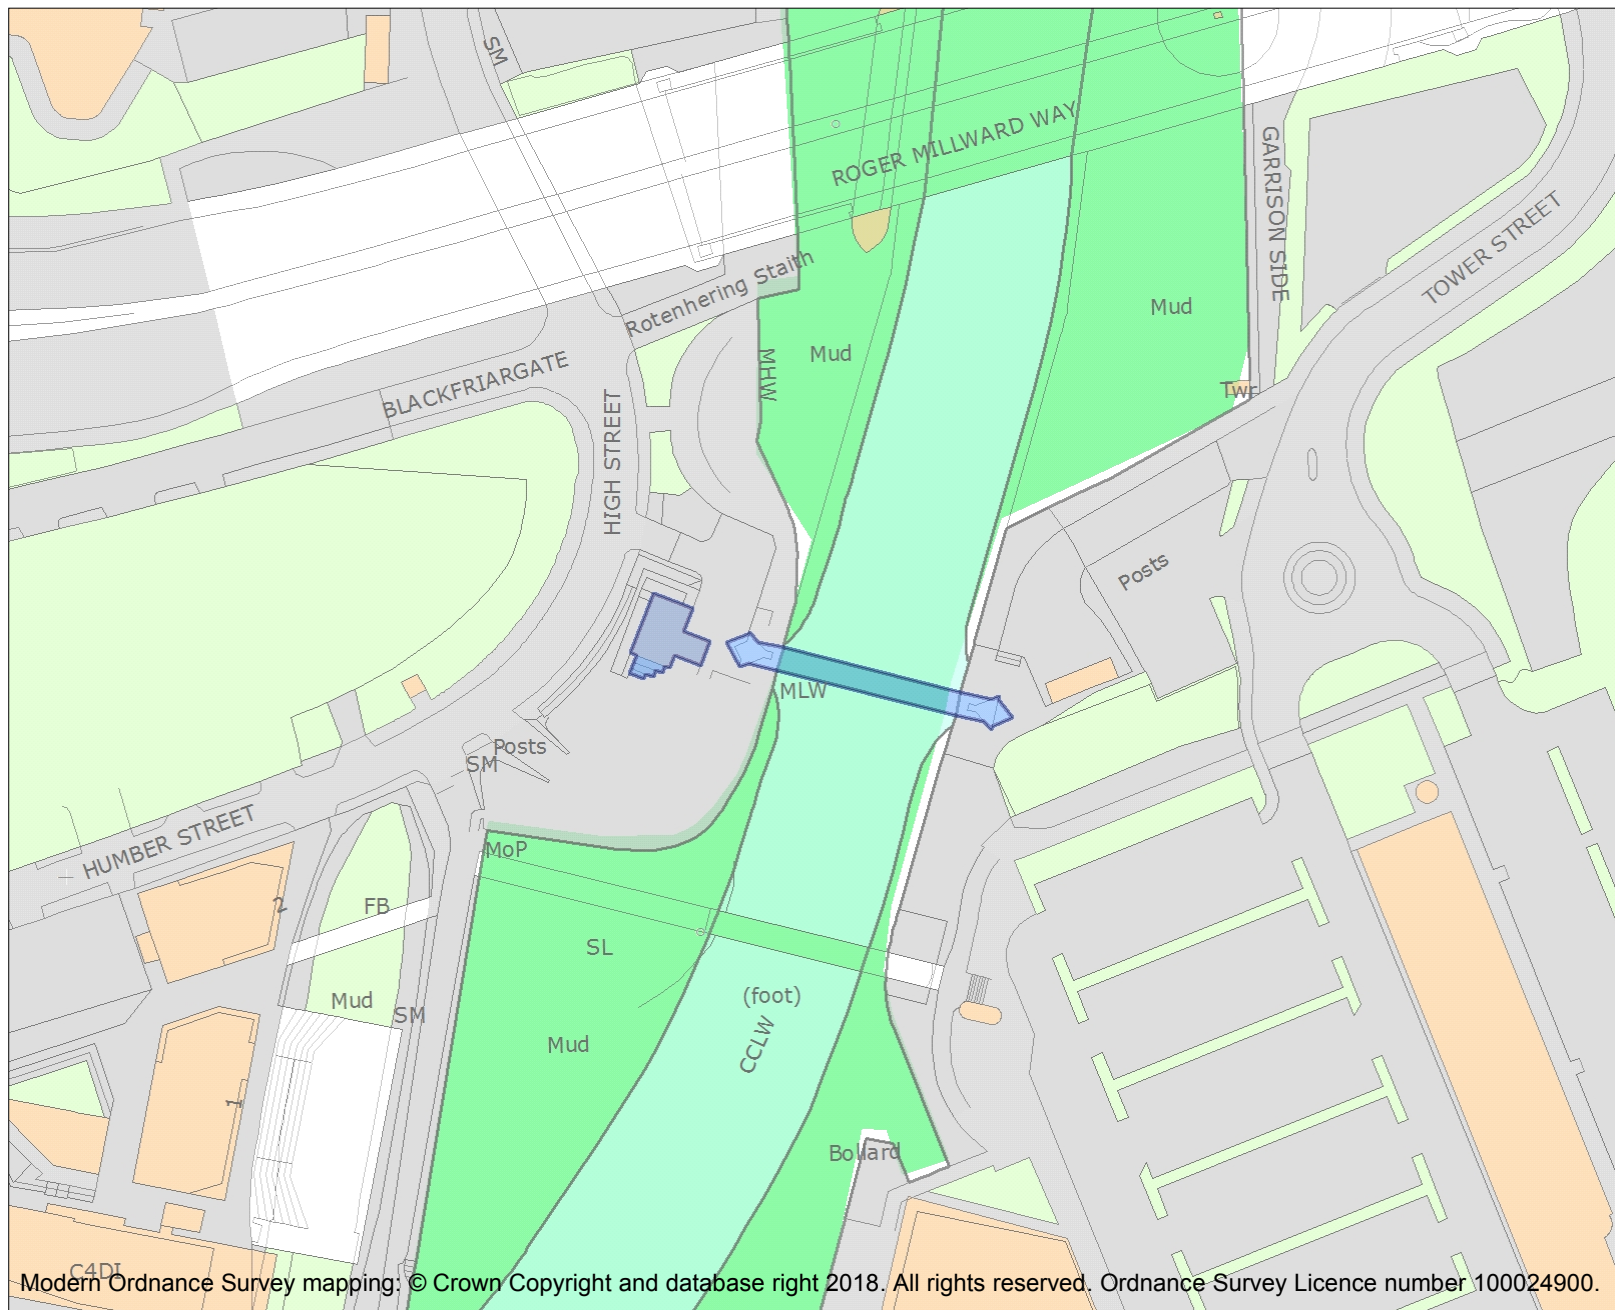 SM
ROGER MILLWARD WAY
GARRISON SIDE
TOWER STREET
Rotenhering Staith
Mud
Mud
MHW
BLACKFRIARGATE
Twr
HIGH STREET
Posts
MLW
Posts
SM
HUMBER STREET
MoP
2
FB
SL
Mud
SM
(foot)
Mud
CCLW
1
Bollard
C4DI
Modern Ordnance Survey mapping: © Crown Copyright and database right 2018. All rights reserved. Ordnance Survey Licence number 100024900.